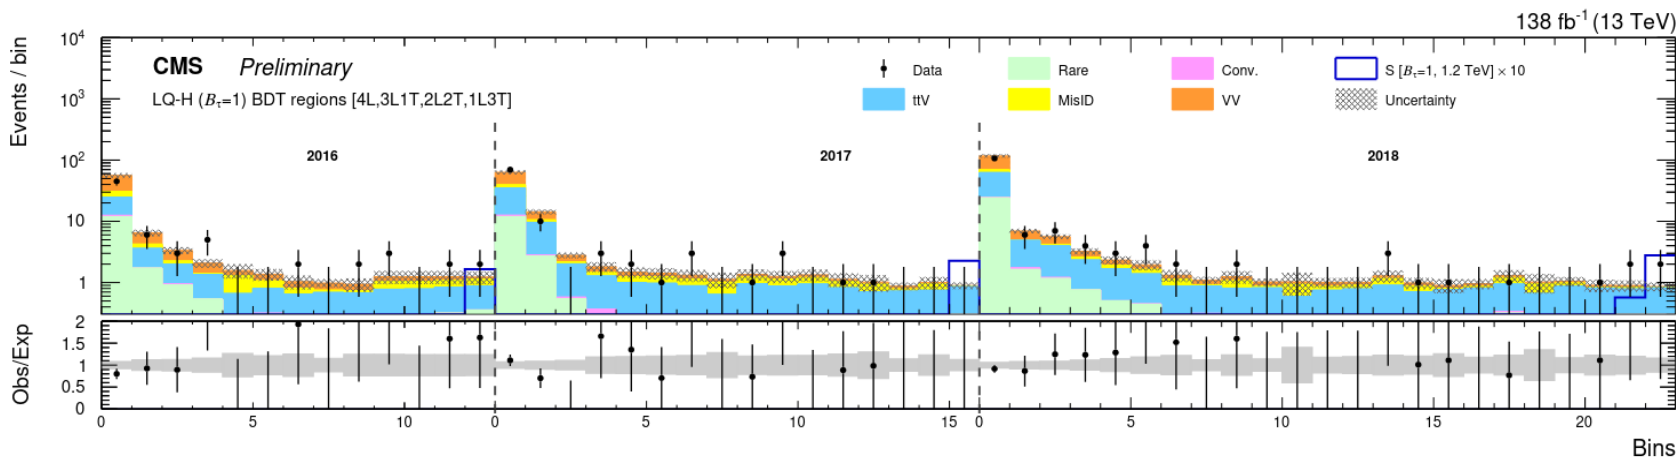 138 fb⁻¹ (13 TeV)
Events / bin
10⁴
10³
10²
10
1
CMS Preliminary
LQ-H (Bτ=1) BDT regions [4L,3L1T,2L2T,1L3T]
Data
Rare
Conv.
S [Bτ=1, 1.2 TeV] × 10
ttV
MisID
VV
Uncertainty
2016
2017
2018
Obs/Exp
2
1.5
1
0.5
0
0 5 10 0 5 10 15 0 5 10 15 20
Bins